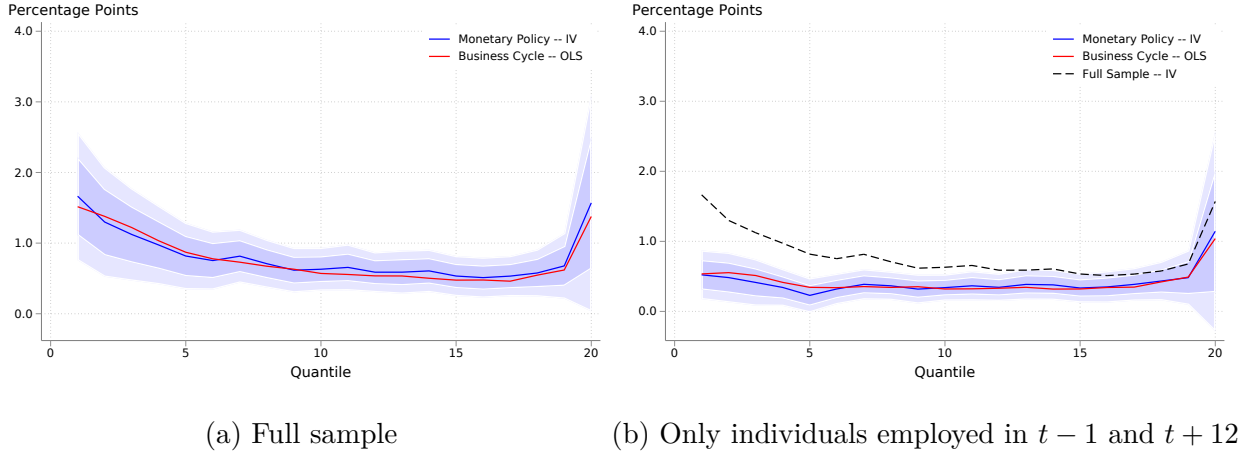 Percentage Points
4.0
3.0
2.0
1.0
0.0
0
5
10
15
20
Quantile
Monetary Policy -- IV
Business Cycle -- OLS
(a) Full sample
Percentage Points
4.0
3.0
2.0
1.0
0.0
0
5
10
15
20
Quantile
Monetary Policy -- IV
Business Cycle -- OLS
Full Sample -- IV
(b) Only individuals employed in t − 1 and t + 12